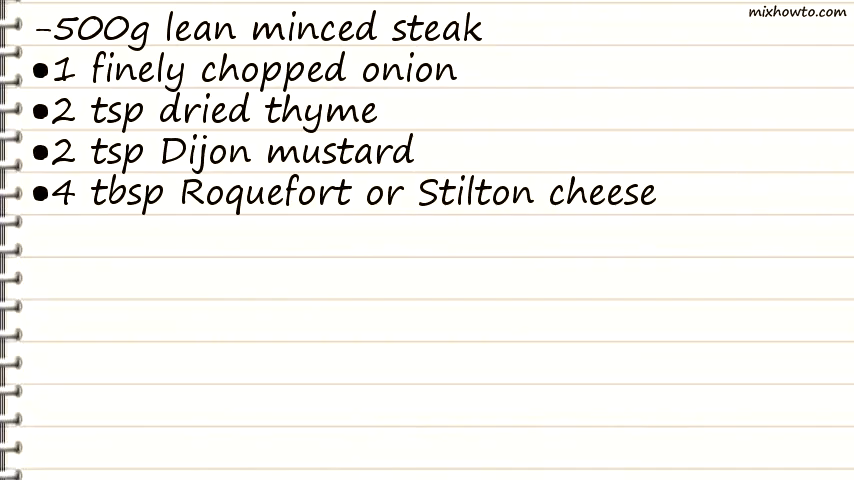 mixhowto.com
-500g lean minced steak
•1 finely chopped onion
•2 tsp dried thyme
•2 tsp Dijon mustard
•4 tbsp Roquefort or Stilton cheese